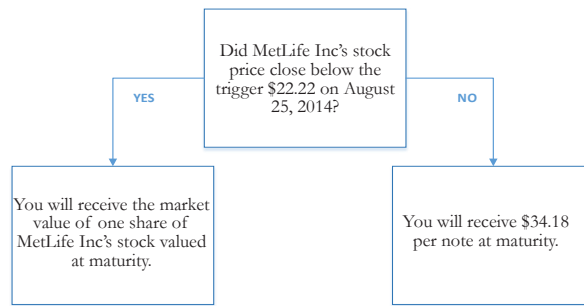 Did MetLife Inc's stock
price close below the
trigger $22.22 on August
25, 2014?
YES
NO
You will receive the market
value of one share of
MetLife Inc's stock valued
at maturity.
You will receive $34.18
per note at maturity.